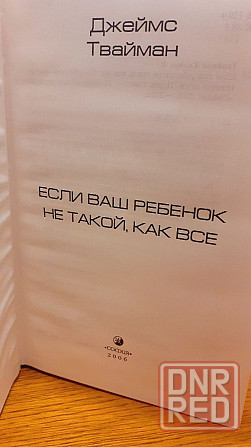 Джеймс
Твайман
ЕСЛИ ВАШ РЕБЕНОК
НЕ ТАКОЙ, КАК ВСЕ
«СОФИЯ»
2006
DNR
RED